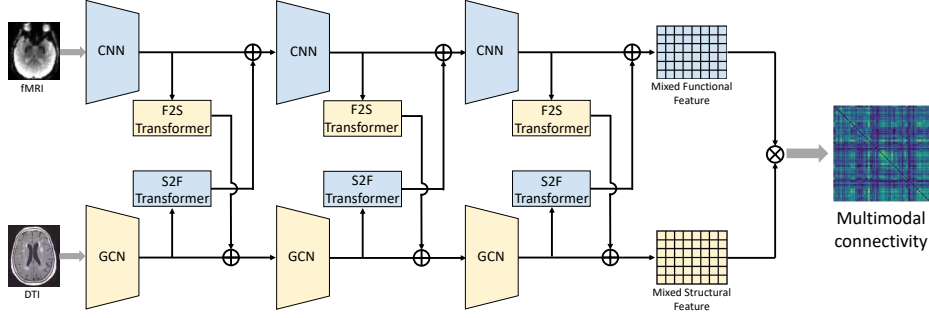 fMRI
CNN
CNN
CNN
Mixed Functional
Feature
F2S
Transformer
F2S
Transformer
F2S
Transformer
S2F
Transformer
S2F
Transformer
S2F
Transformer
Multimodal
connectivity
DTI
GCN
GCN
GCN
Mixed Structural
Feature